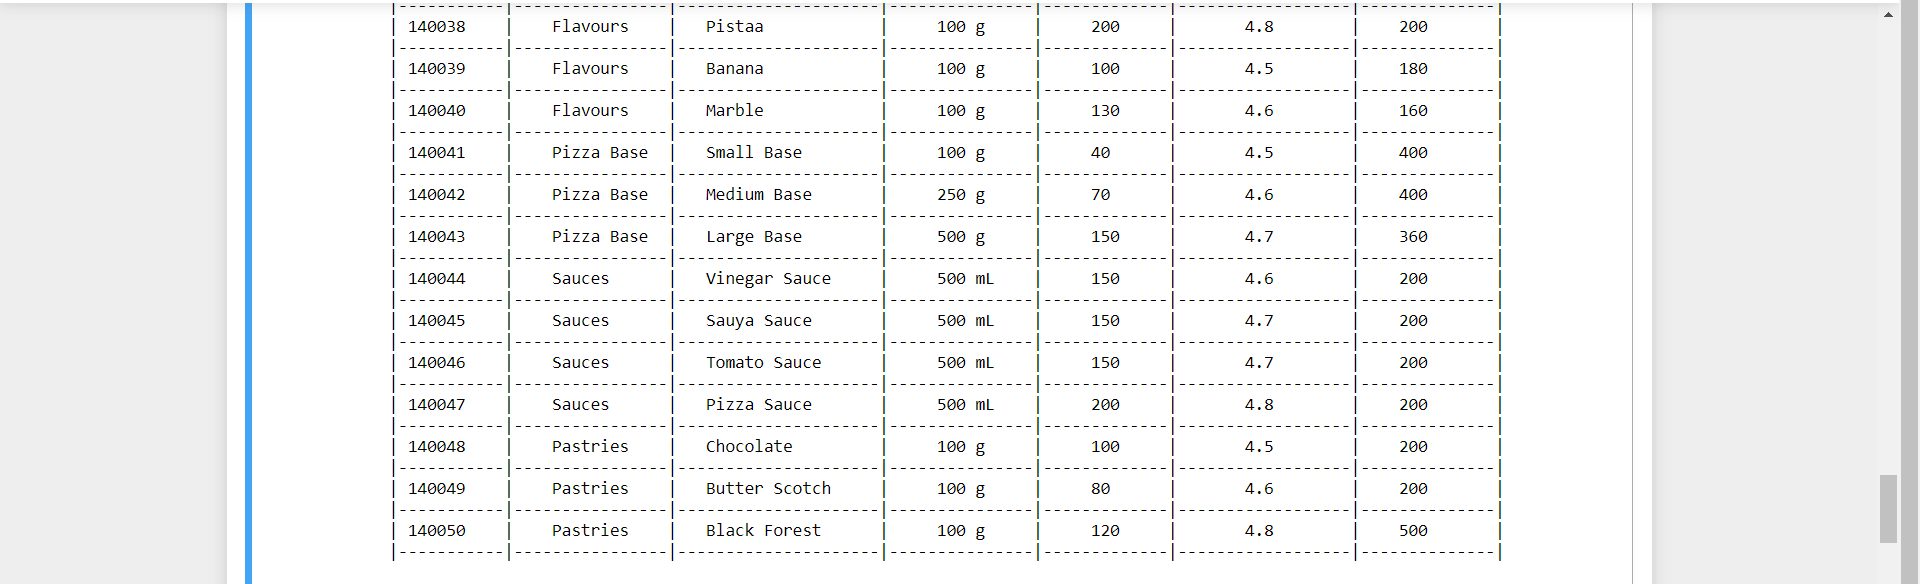 140038 Flavours Pistaa 100 g 200 4.8 200
140039 Flavours Banana 100 g 100 4.5 180
140040 Flavours Marble 100 g 130 4.6 160
140041 Pizza Base Small Base 100 g 40 4.5 400
140042 Pizza Base Medium Base 250 g 70 4.6 400
140043 Pizza Base Large Base 500 g 150 4.7 360
140044 Sauces Vinegar Sauce 500 mL 150 4.6 200
140045 Sauces Sauya Sauce 500 mL 150 4.7 200
140046 Sauces Tomato Sauce 500 mL 150 4.7 200
140047 Sauces Pizza Sauce 500 mL 200 4.8 200
140048 Pastries Chocolate 100 g 100 4.5 200
140049 Pastries Butter Scotch 100 g 80 4.6 200
140050 Pastries Black Forest 100 g 120 4.8 500